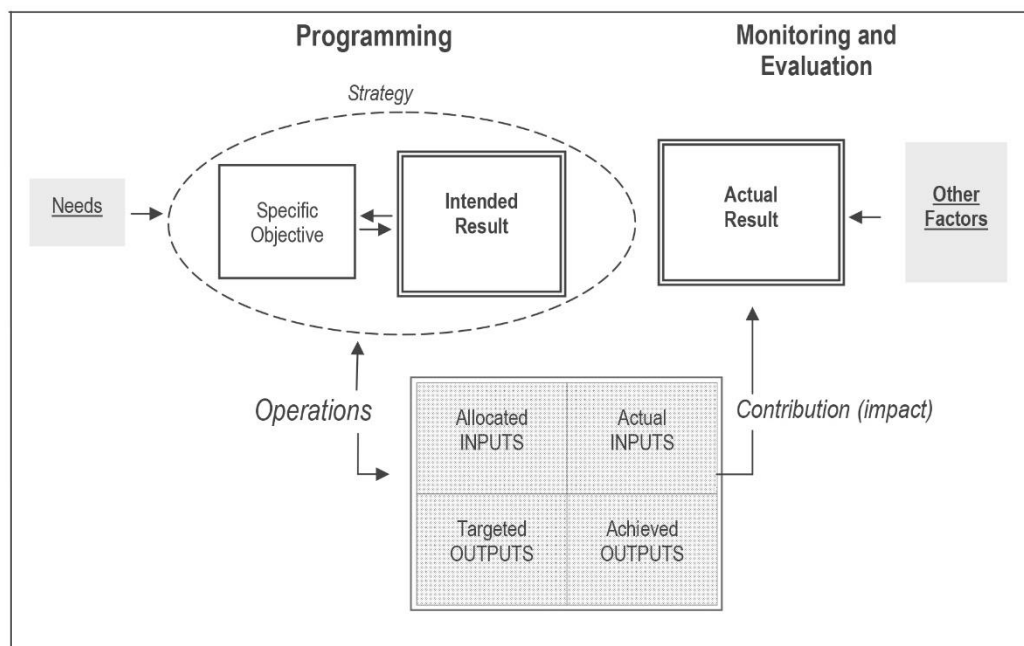 Programming
Monitoring and
Evaluation
Strategy
Needs
Specific
Objective
Intended
Result
Actual
Result
Other
Factors
Operations
Allocated
INPUTS
Actual
INPUTS
Contribution (impact)
Targeted
OUTPUTS
Achieved
OUTPUTS